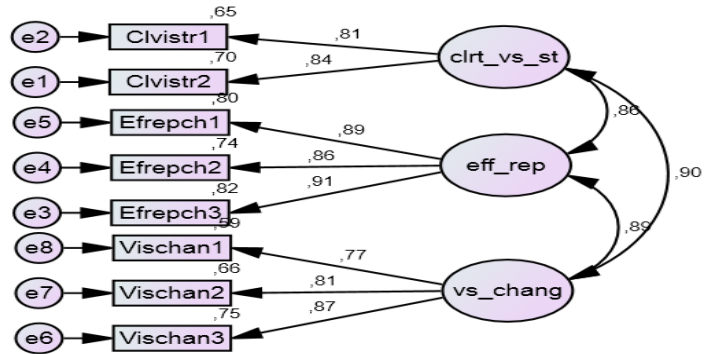 ,65
e2 Clvistr1 ,81 clrt_vs_st
,70
e1 Clvistr2 ,84
,80 ,86
e5 Efrepch1 ,89
,74
e4 Efrepch2 ,86 eff_rep ,90
,82
e3 Efrepch3 ,91
,59 ,89
e8 Vischan1 ,77
,66
e7 Vischan2 ,81 vs_chang
,75
e6 Vischan3 ,87